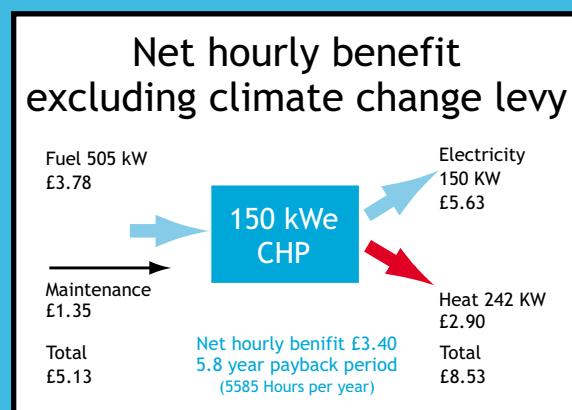 Net hourly benefit
excluding climate change levy
Fuel 505 kW
£3.78
Maintenance
£1.35
Total
£5.13
150 kWe
CHP
Net hourly benifit £3.40
5.8 year payback period
(5585 Hours per year)
Electricity
150 KW
£5.63
Heat 242 KW
£2.90
Total
£8.53